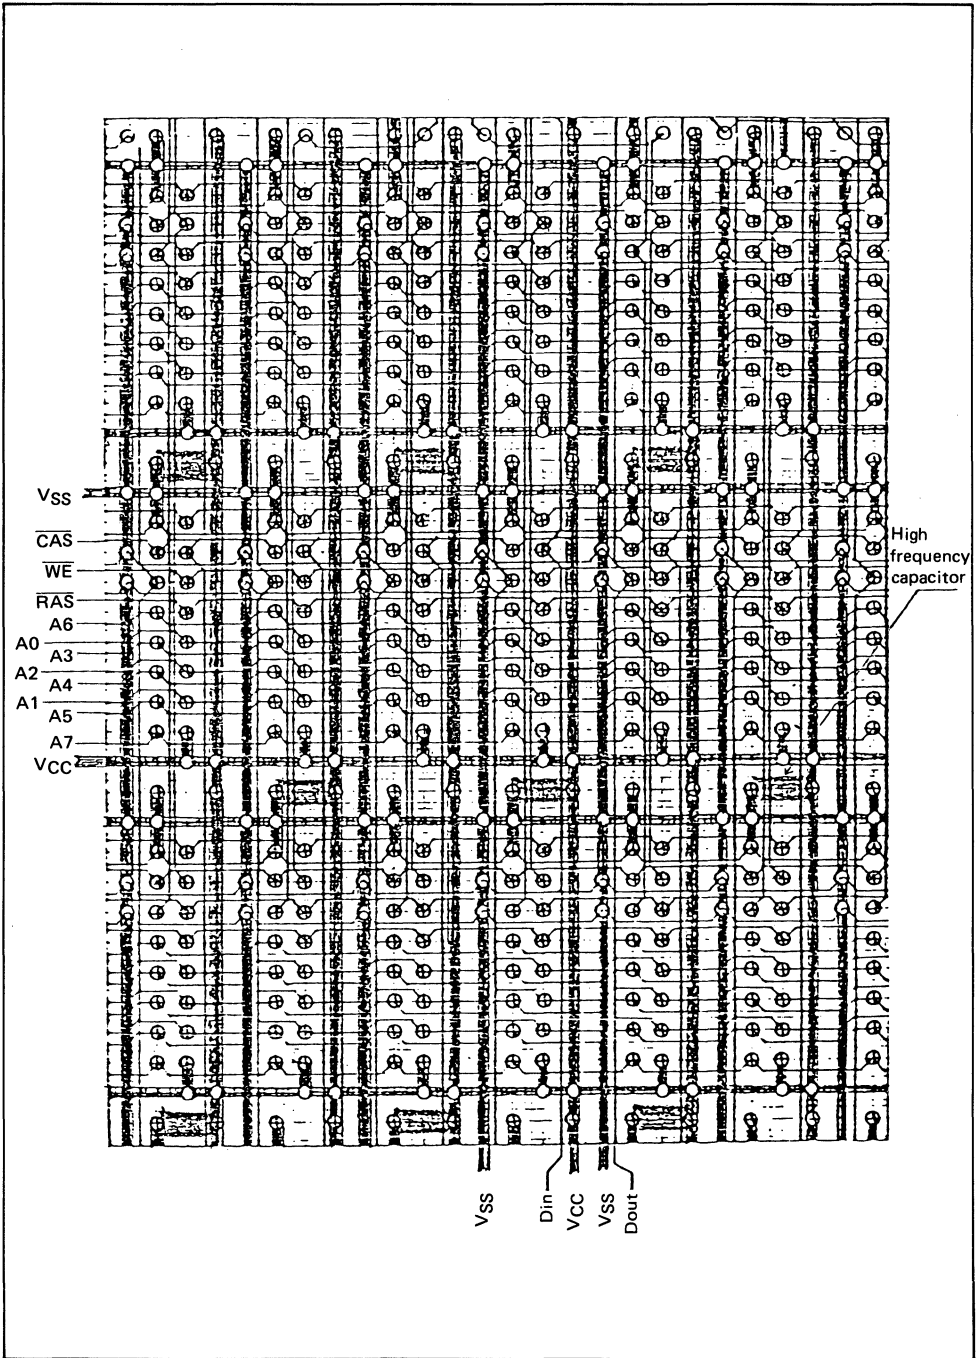 VSS
CAS
WE
RAS
A6
A0
A3
A2
A4
A1
A5
A7
VCC
High
frequency
capacitor
VSS
Din
VCC
VSS
Dout